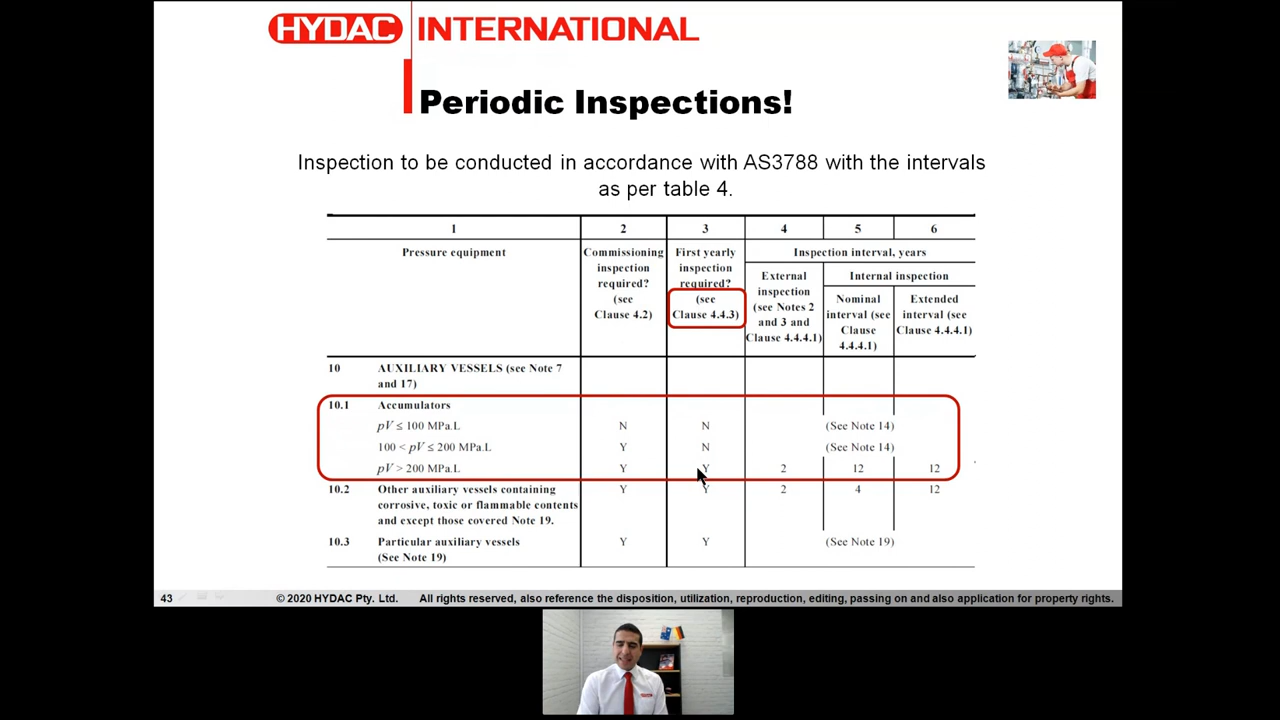 HYDAC INTERNATIONAL
Periodic Inspections!
Inspection to be conducted in accordance with AS3788 with the intervals
as per table 4.
1 2 3 4 5 6
Pressure equipment
Commissioning
inspection
required?
(see
Clause 4.2)
First yearly
inspection
required?
(see
Clause 4.4.3)
Inspection interval, years
External
inspection
(see Notes 2
and 3 and
Clause 4.4.4.1)
Internal inspection
Nominal
interval (see
Clause
4.4.4.1)
Extended
interval (see
Clause 4.4.4.1)
10 AUXILIARY VESSELS (see Note 7
and 17)
10.1 Accumulators
pV ≤ 100 MPa.L N N (See Note 14)
100 < pV ≤ 200 MPa.L Y N (See Note 14)
pV > 200 MPa.L Y Y 2 12 12
10.2 Other auxiliary vessels containing Y Y 2 4 12
corrosive, toxic or flammable contents
and except those covered Note 19.
10.3 Particular auxiliary vessels Y Y (See Note 19)
(See Note 19)
43 © 2020 HYDAC Pty. Ltd. All rights reserved, also reference the disposition, utilization, reproduction, editing, passing on and also application for property rights.